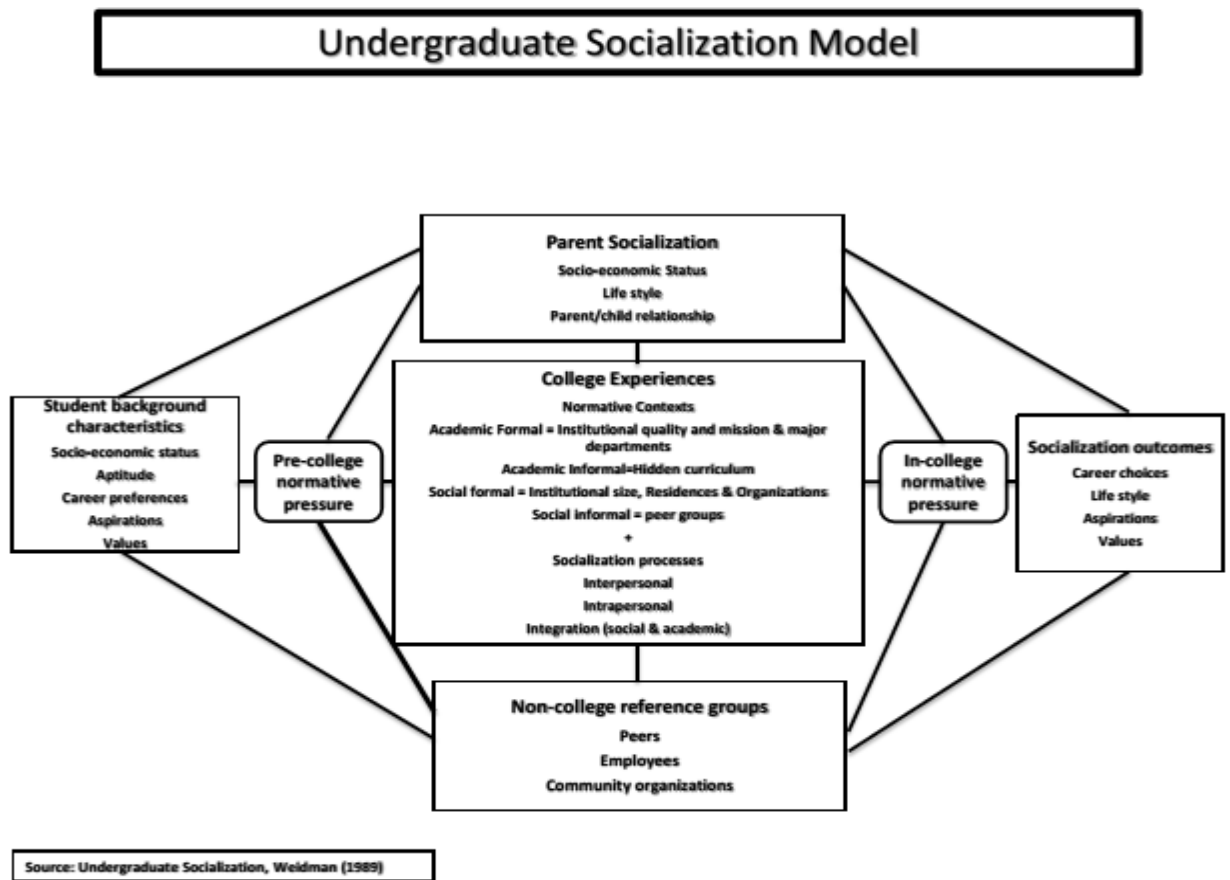 Undergraduate Socialization Model
Parent Socialization
Socio-economic Status
Life style
Parent/child relationship
College Experiences
Normative Contexts
Academic Formal = Institutional quality and mission & major
departments
Academic Informal=Hidden curriculum
Social formal = Institutional size, Residences & Organizations
Social informal = peer groups
+
Socialization processes
Interpersonal
Intrapersonal
Integration (social & academic)
Student background
characteristics
Socio-economic status
Aptitude
Career preferences
Aspirations
Values
Pre-college
normative
pressure
In-college
normative
pressure
Socialization outcomes
Career choices
Life style
Aspirations
Values
Non-college reference groups
Peers
Employees
Community organizations
Source: Undergraduate Socialization, Weidman (1989)